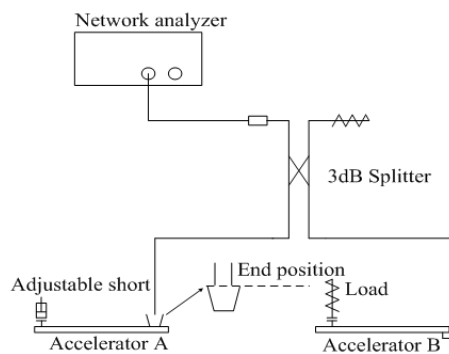 Network analyzer
3dB Splitter
End position
Adjustable short
Load
Accelerator A
Accelerator B